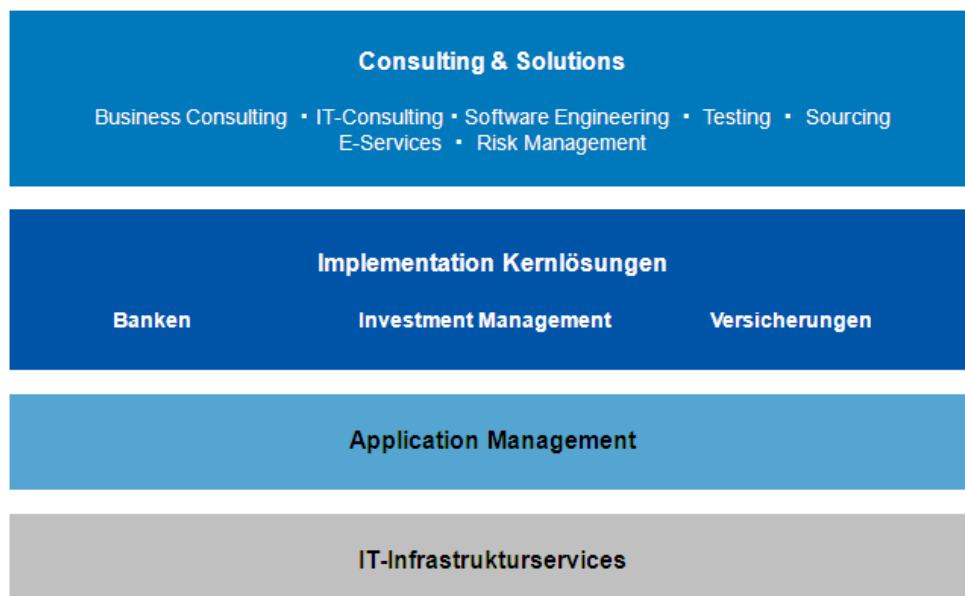 Consulting & Solutions
Business Consulting ▪ IT-Consulting ▪ Software Engineering ▪ Testing ▪ Sourcing
E-Services ▪ Risk Management
Implementation Kernlösungen
Banken Investment Management Versicherungen
Application Management
IT-Infrastrukturservices